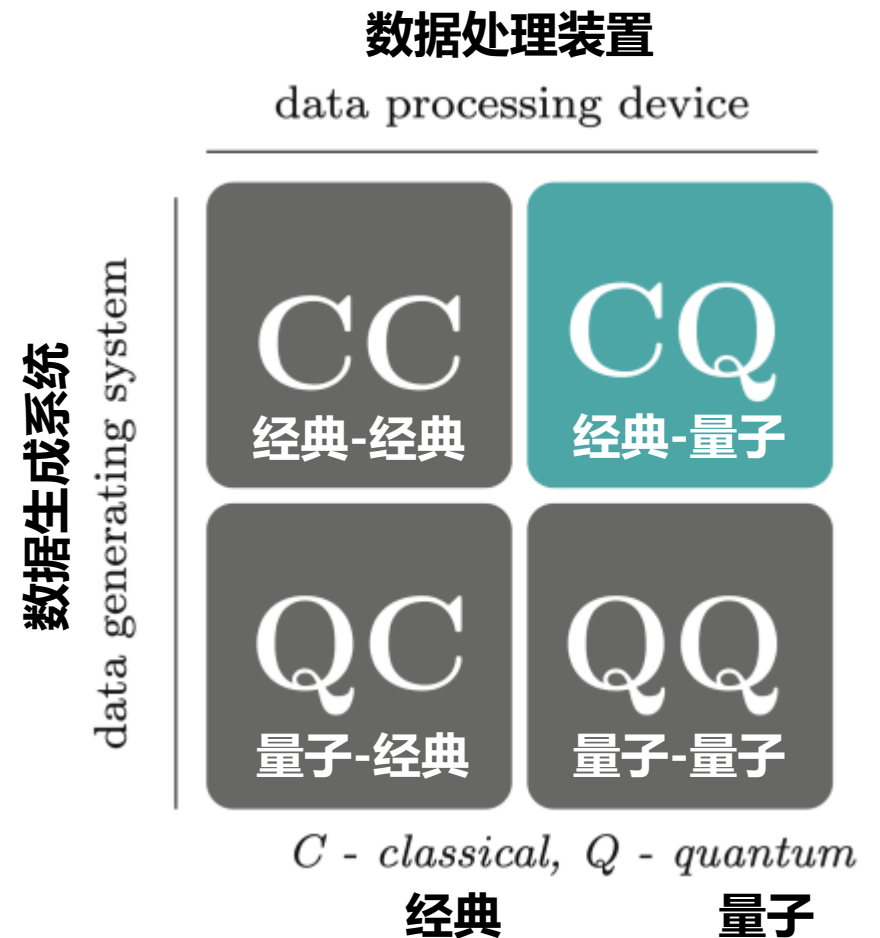 数据处理装置
data processing device
数据生成系统
data generating system
CC
经典-经典
CQ
经典-量子
QC
量子-经典
QQ
量子-量子
C - classical, Q - quantum
经典 量子